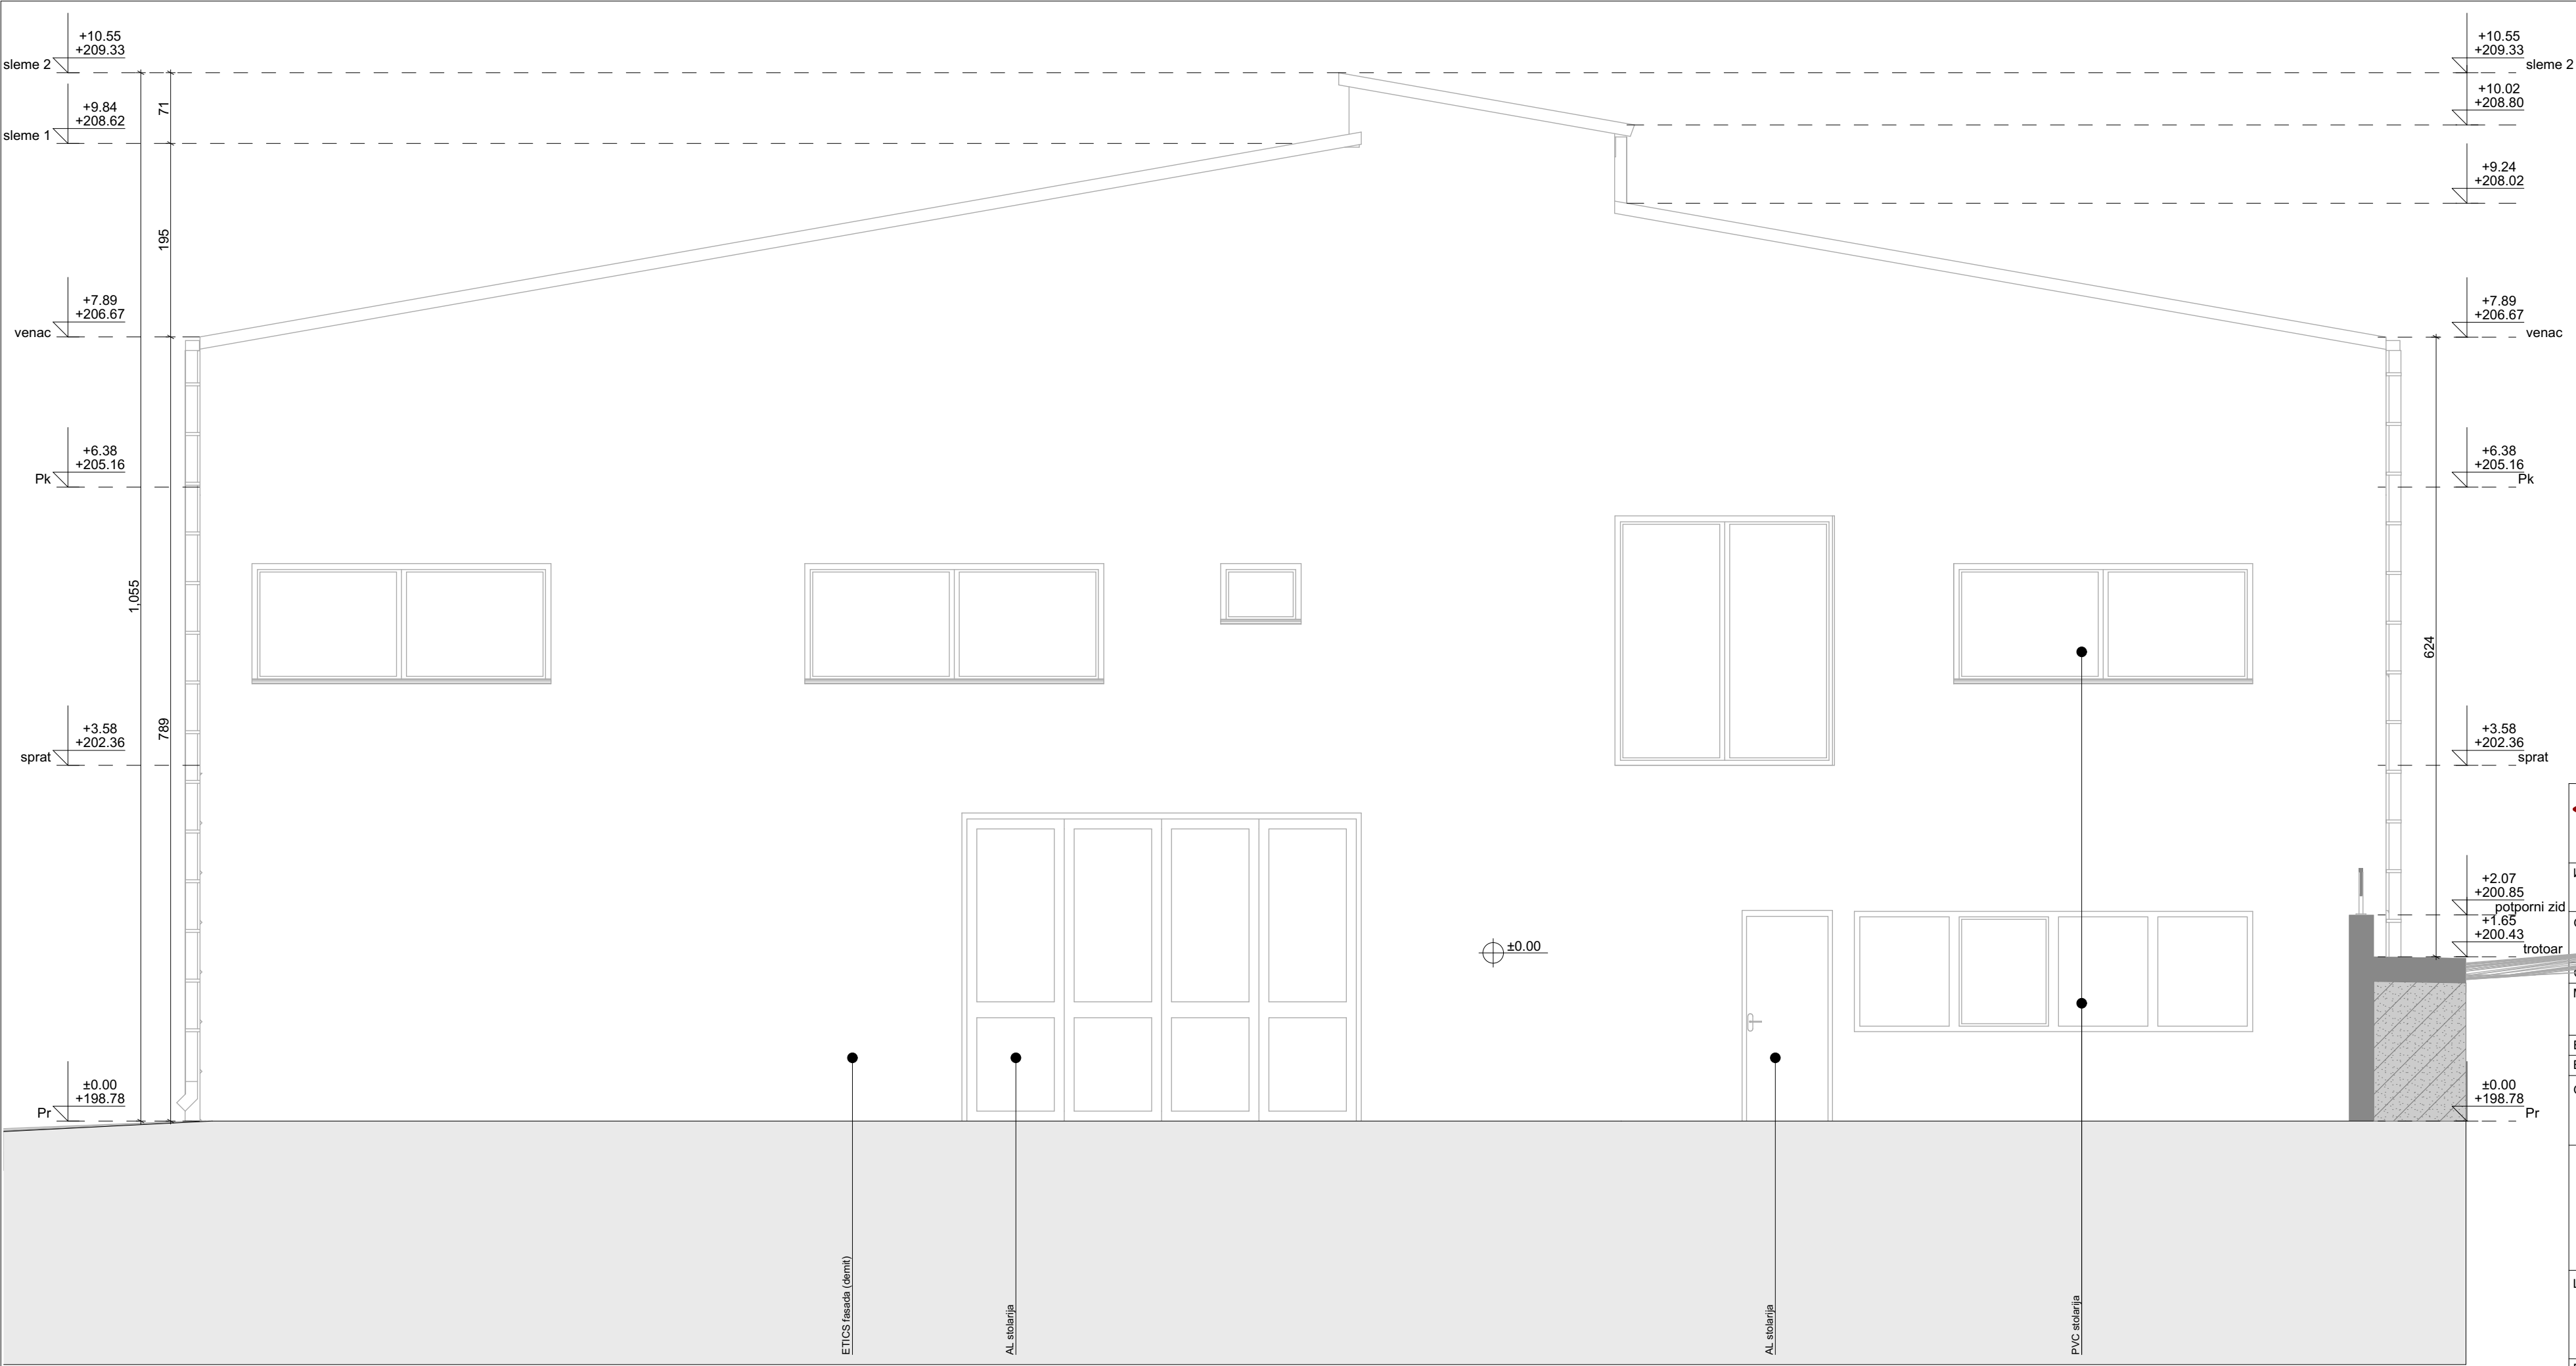 +10.55
+209.33
sleme 2
+9.84
+208.62
sleme 1
+7.89
+206.67
venac
+6.38
+205.16
Pk
+3.58
+202.36
sprat
±0.00
+198.78
Pr
1,055
71
195
789
±0.00
ETICS fasada (demit)
AL stolarija
AL stolarija
PVC stolarija
624
+10.55
+209.33
sleme 2
+10.02
+208.80
+9.24
+208.02
+7.89
+206.67
venac
+6.38
+205.16
Pk
+3.58
+202.36
sprat
+2.07
+200.85
potporni zid
+1.65
+200.43
trotoar
±0.00
+198.78
Pr